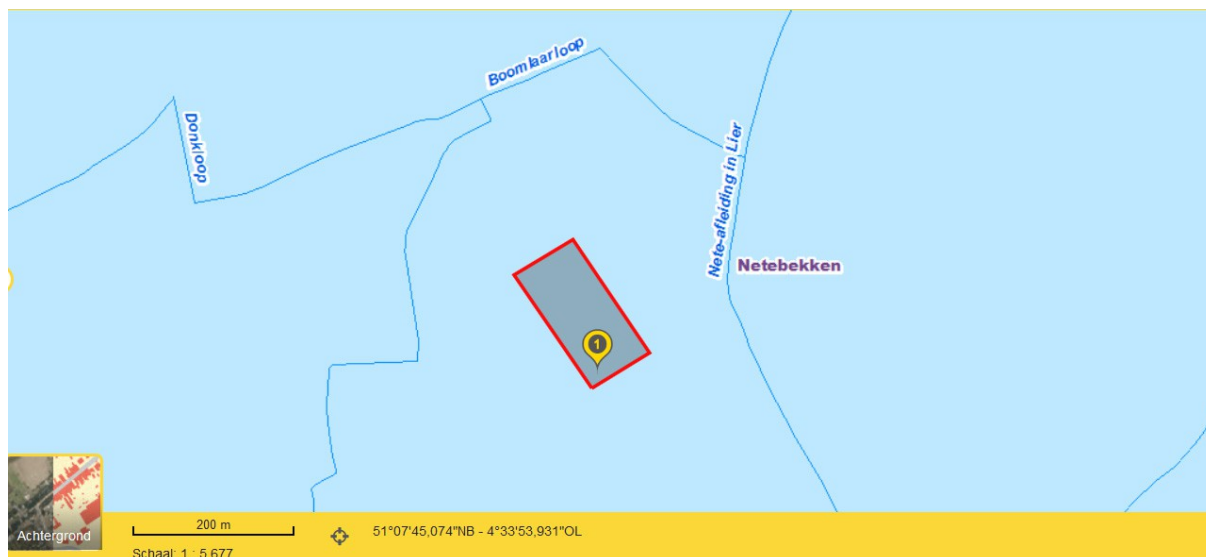 Boomlaarloop
Donkloop
Nete-afleiding in Lier
Netebekken
1
Achtergrond
200 m
51°07'45,074"NB - 4°33'53,931"OL
Schaal: 1 : 5.677